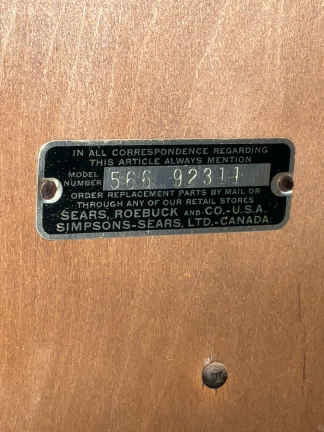 IN ALL CORRESPONDENCE REGARDING
THIS ARTICLE ALWAYS MENTION
MODEL NUMBER 566 92311
ORDER REPLACEMENT PARTS BY MAIL OR
THROUGH ANY OF OUR RETAIL STORES
SEARS, ROEBUCK AND CO.-U.S.A.
SIMPSONS-SEARS, LTD.-CANADA